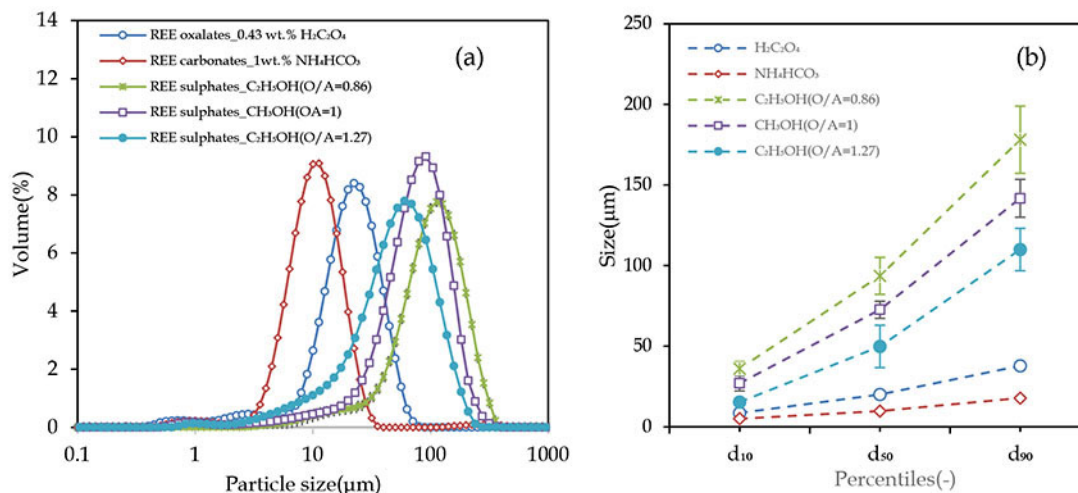 14
12
10
8
6
4
2
0
Volume(%)
REE oxalates_0.43 wt.% H₂C₂O₄
REE carbonates_1wt.% NH₄HCO₃
REE sulphates_C₂H₅OH(O/A=0.86)
REE sulphates_CH₃OH(OA=1)
REE sulphates_C₂H₅OH(O/A=1.27)
(a)
0.1 1 10 100 1000
Particle size(μm)
250
200
150
100
50
0
Size(μm)
H₂C₂O₄
NH₄HCO₃
C₂H₅OH(O/A=0.86)
CH₃OH(O/A=1)
C₂H₅OH(O/A=1.27)
(b)
d₁₀ d₅₀ d₉₀
Percentiles(-)